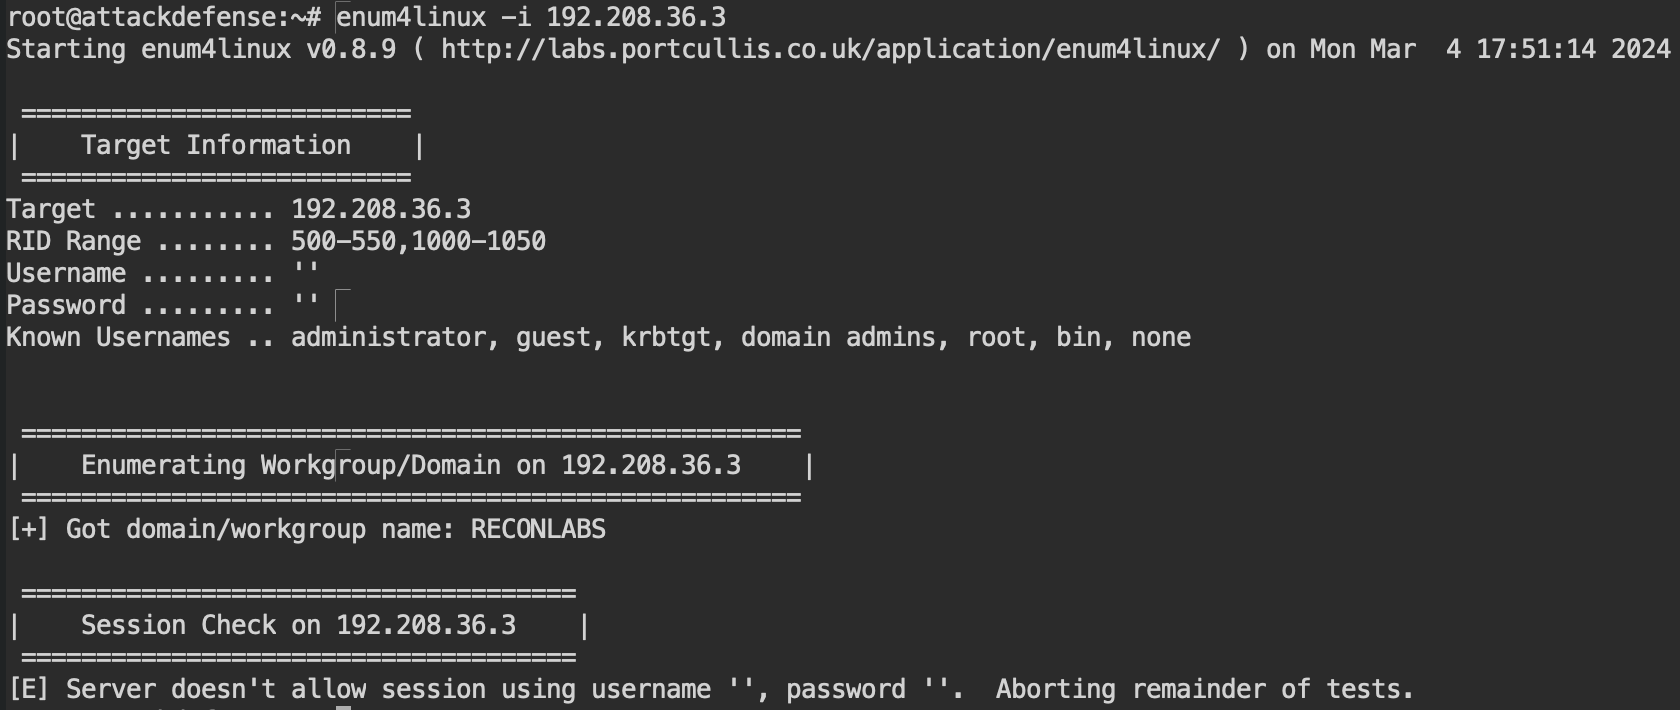 root@attackdefense:~# enum4linux -i 192.208.36.3
Starting enum4linux v0.8.9 ( http://labs.portcullis.co.uk/application/enum4linux/ ) on Mon Mar  4 17:51:14 2024
 ==========================
|    Target Information    |
 ==========================
Target ........... 192.208.36.3
RID Range ........ 500-550,1000-1050
Username ......... ''
Password ......... ''
Known Usernames .. administrator, guest, krbtgt, domain admins, root, bin, none
 ====================================================
|    Enumerating Workgroup/Domain on 192.208.36.3    |
 ====================================================
[+] Got domain/workgroup name: RECONLABS
 =====================================
|    Session Check on 192.208.36.3    |
 =====================================
[E] Server doesn't allow session using username '', password ''.  Aborting remainder of tests.